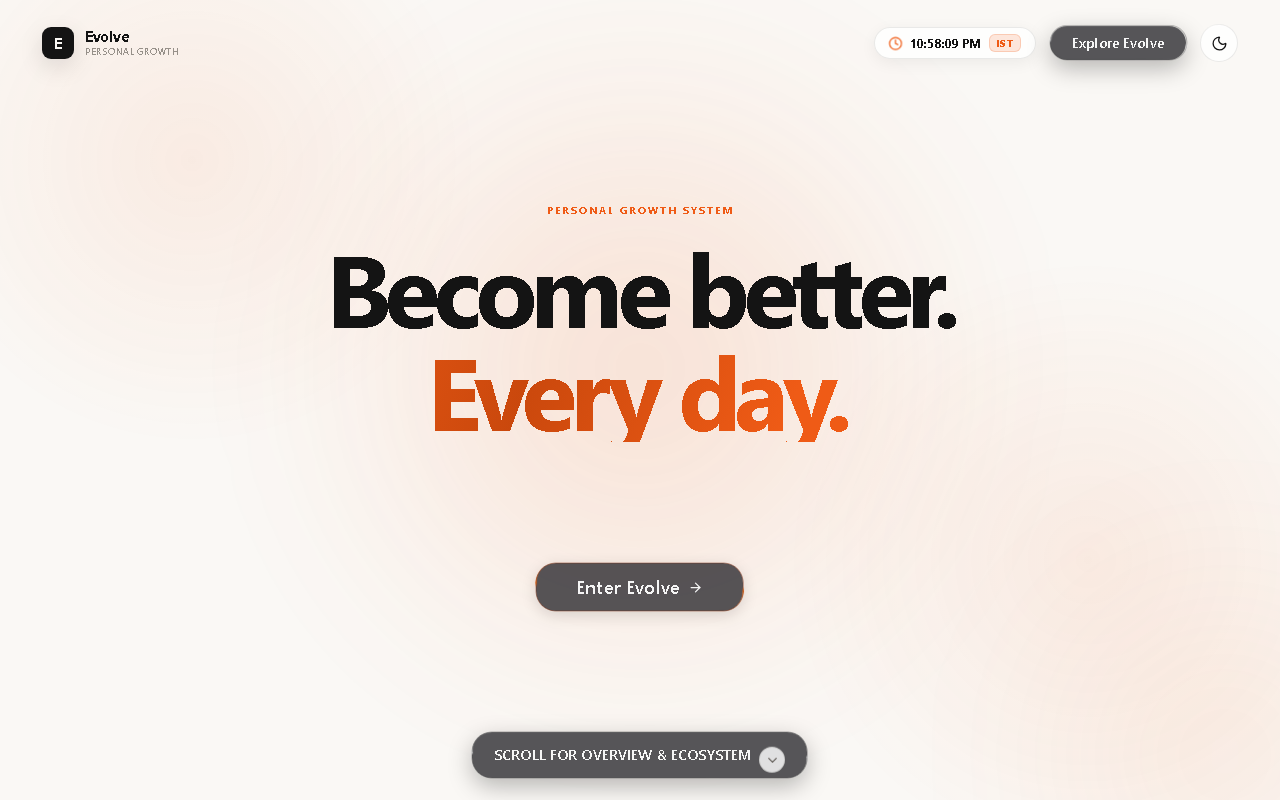 E
Evolve
PERSONAL GROWTH
10:58:09 PM IST
Explore Evolve
PERSONAL GROWTH SYSTEM
Become better.
Every day.
Enter Evolve →
SCROLL FOR OVERVIEW & ECOSYSTEM